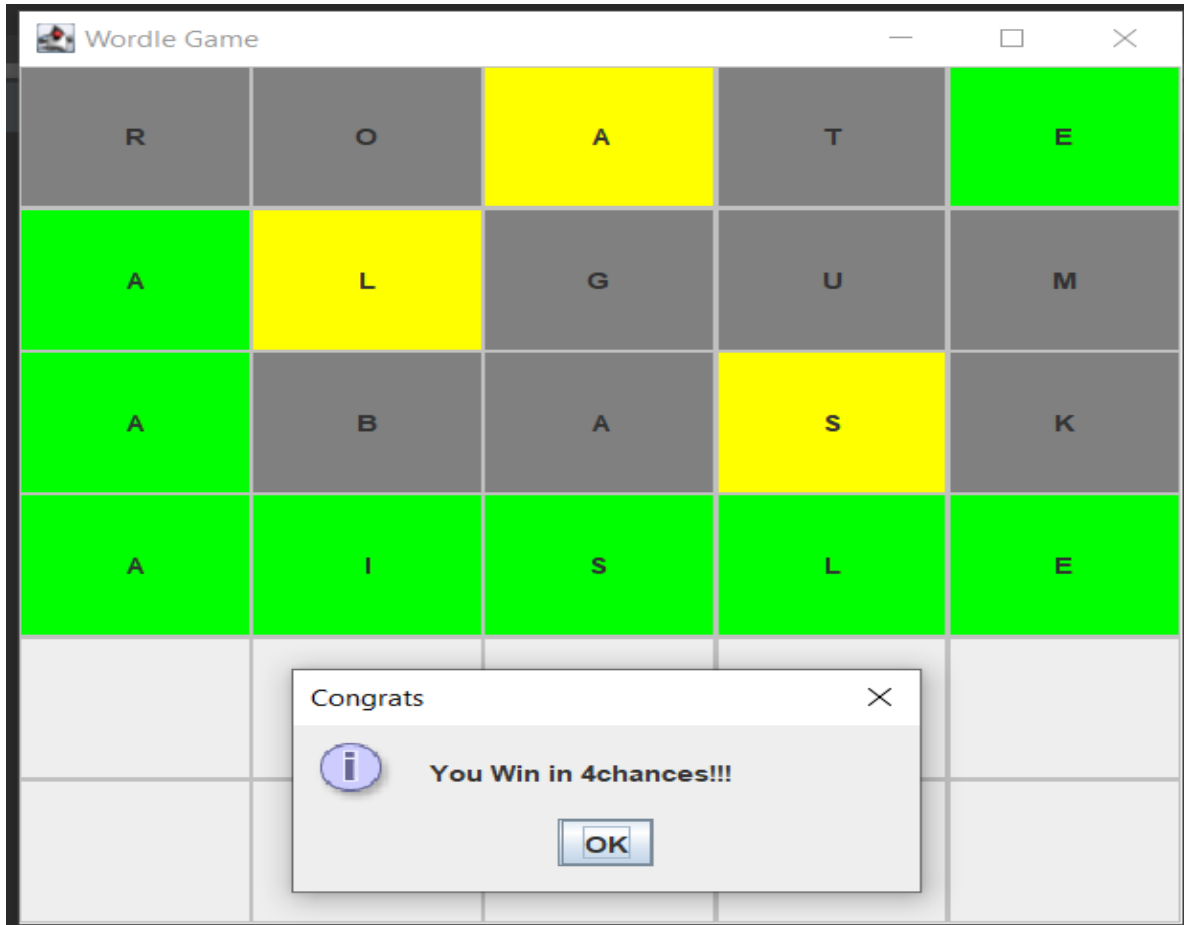 Wordle Game
R O A T E
A L G U M
A B A S K
A I S L E
Congrats
i
You Win in 4chances!!!
OK